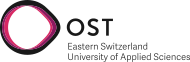 OST
Eastern Switzerland
University of Applied Sciences